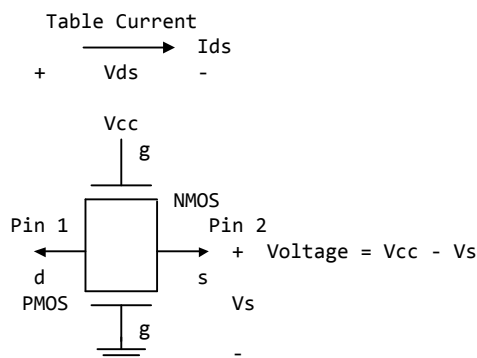 Table Current
Ids
+ Vds -
Vcc
g
NMOS
Pin 1 Pin 2
+ Voltage = Vcc - Vs
d s
PMOS Vs
g
-